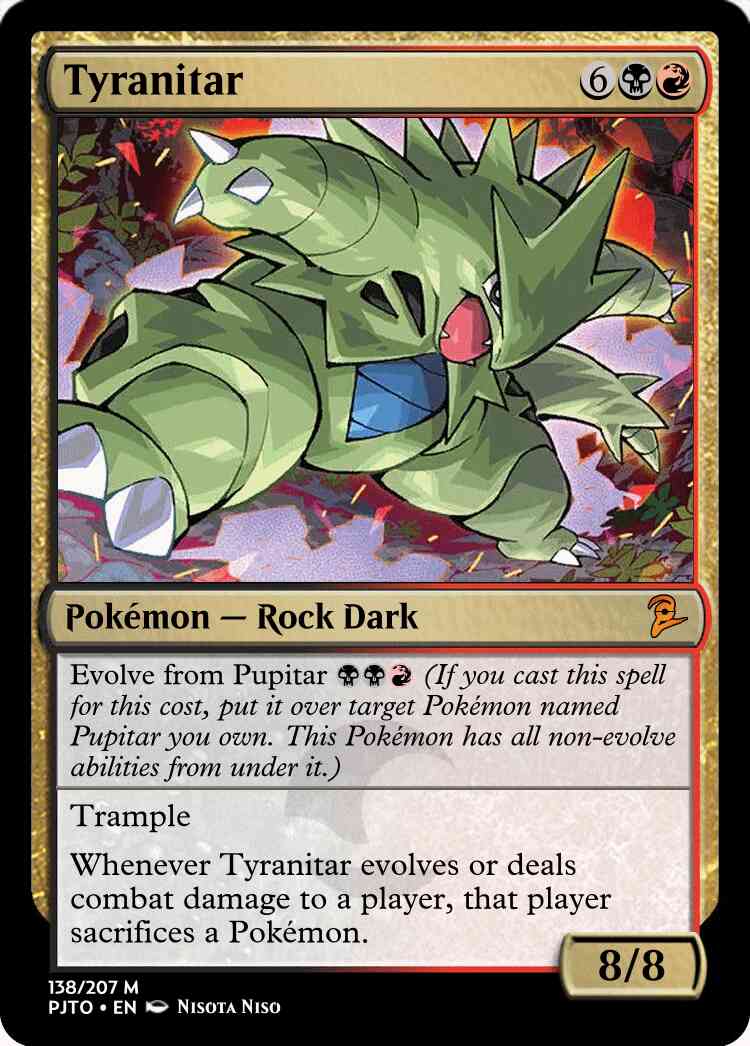 Tyranitar 6
Pokémon — Rock Dark
Evolve from Pupitar (If you cast this spell
for this cost, put it over target Pokémon named
Pupitar you own. This Pokémon has all non-evolve
abilities from under it.)
Trample
Whenever Tyranitar evolves or deals
combat damage to a player, that player
sacrifices a Pokémon.
8/8
138/207 M
PJTO • EN Nisota Niso